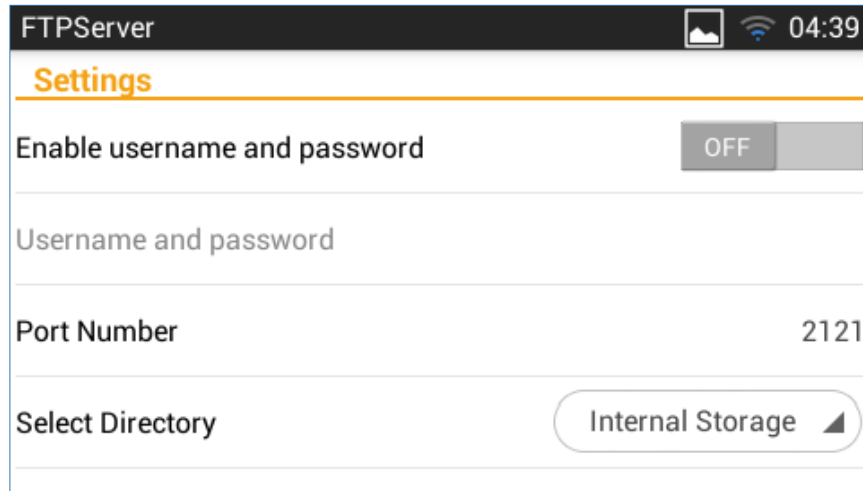 FTPServer 04:39
Settings
Enable username and password OFF
Username and password
Port Number 2121
Select Directory Internal Storage